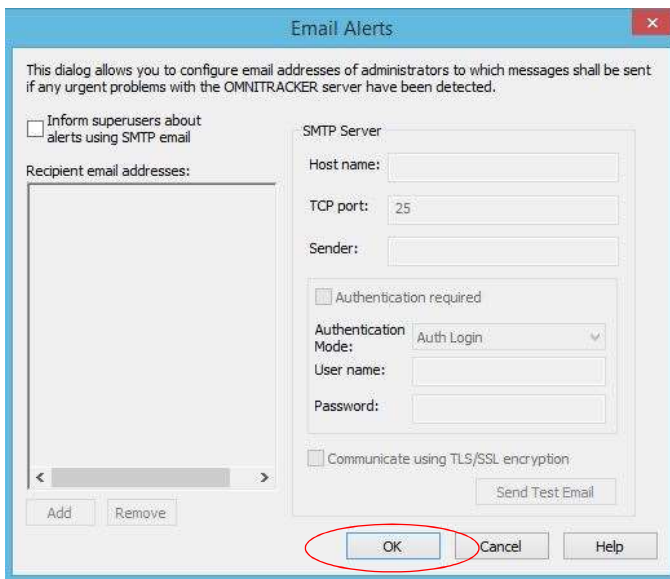 Email Alerts
This dialog allows you to configure email addresses of administrators to which messages shall be sent
if any urgent problems with the OMNITRACKER server have been detected.
Inform superusers about
alerts using SMTP email
Recipient email addresses:
Add
Remove
SMTP Server
Host name:
TCP port:
25
Sender:
Authentication required
Authentication
Mode:
Auth Login
User name:
Password:
Communicate using TLS/SSL encryption
Send Test Email
OK
Cancel
Help